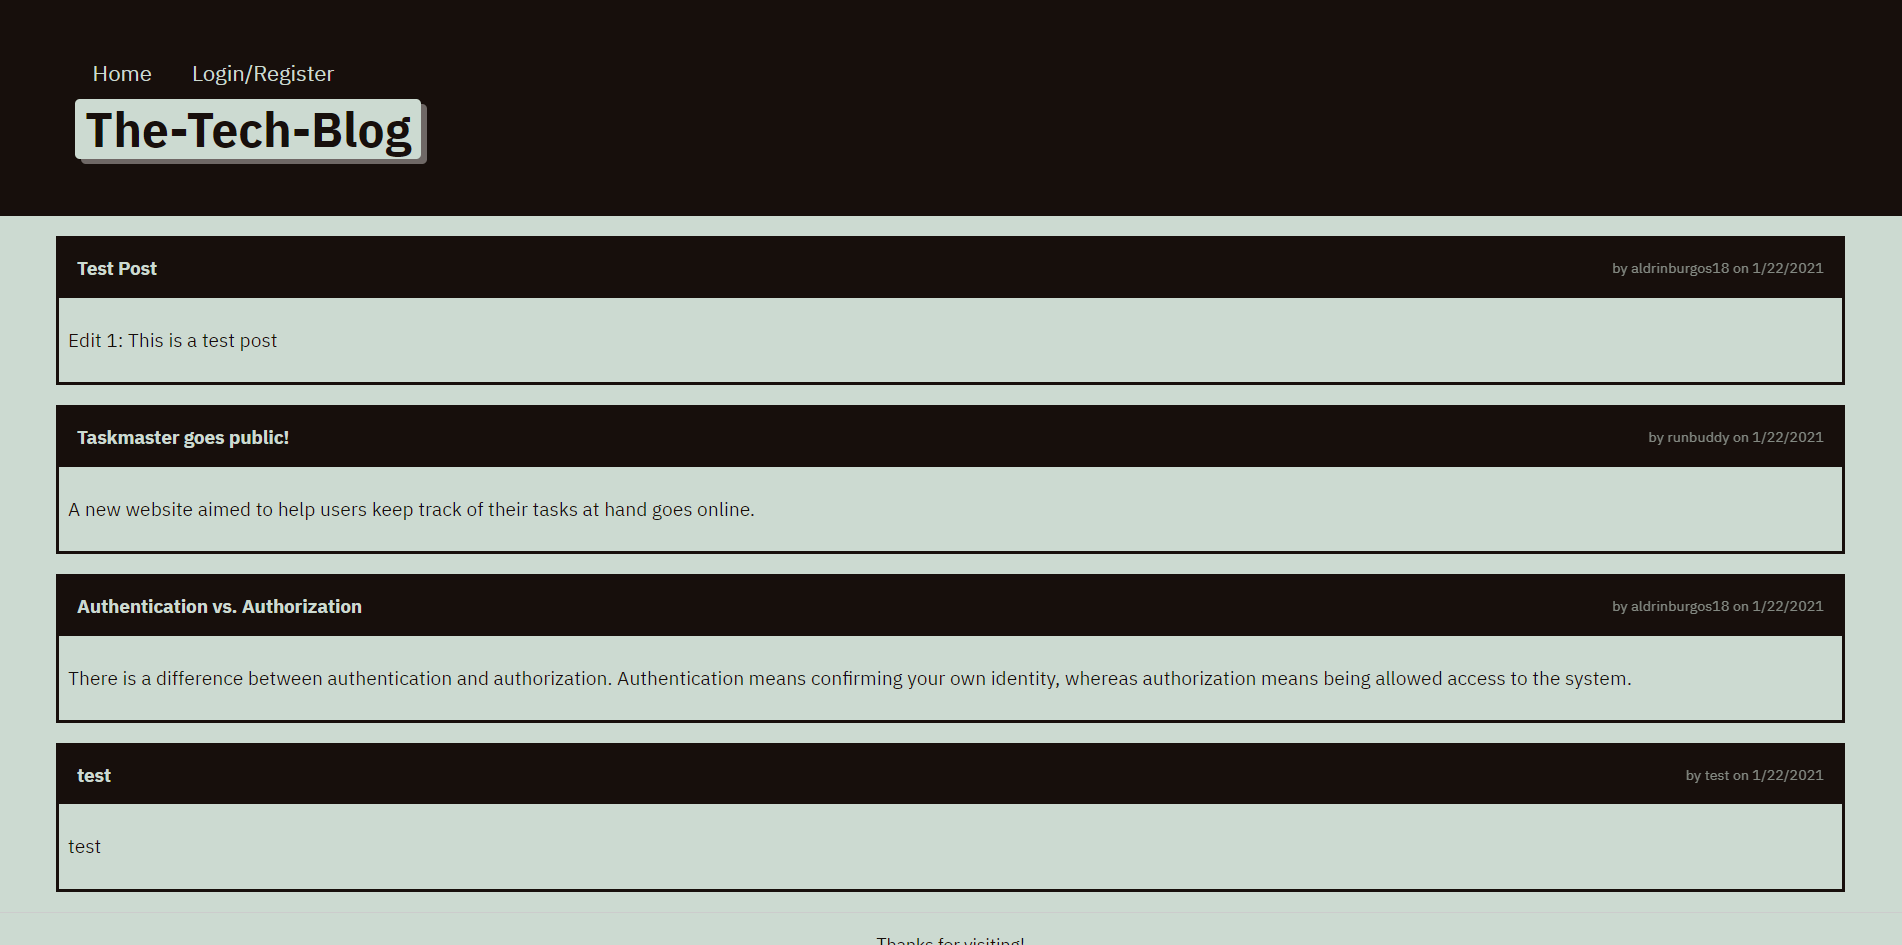 Home Login/Register
The-Tech-Blog
Test Post by aldrinburgos18 on 1/22/2021
Edit 1: This is a test post
Taskmaster goes public! by runbuddy on 1/22/2021
A new website aimed to help users keep track of their tasks at hand goes online.
Authentication vs. Authorization by aldrinburgos18 on 1/22/2021
There is a difference between authentication and authorization. Authentication means confirming your own identity, whereas authorization means being allowed access to the system.
test by test on 1/22/2021
test
Thanks for visiting!